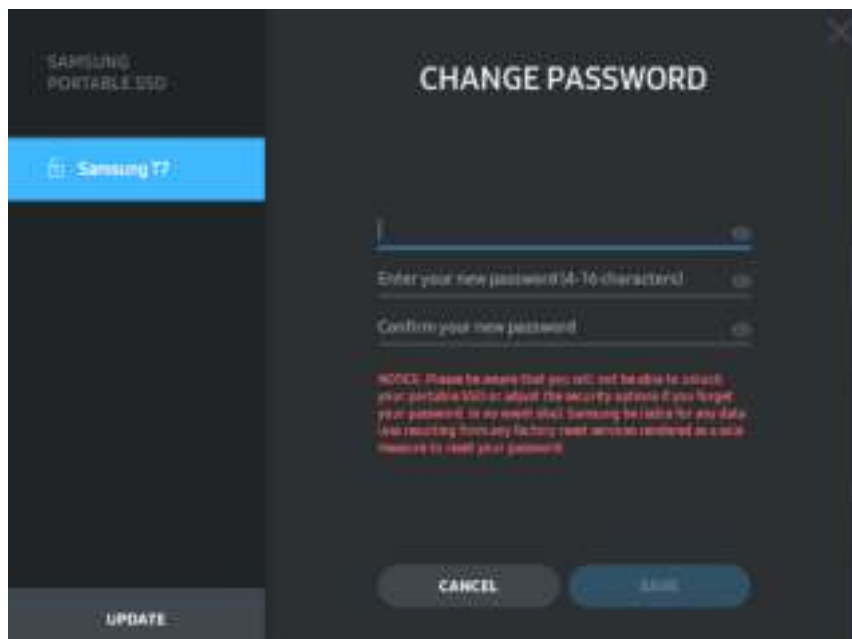 SAMSUNG
PORTABLE SSD
CHANGE PASSWORD
Samsung T7
Enter your new password (4-16 characters)
Confirm your new password
NOTICE: Please be aware that you will not be able to unlock
your portable SSD or adjust the security options if you forget
your password. In no event shall Samsung be liable for any data
loss resulting from any factory reset services rendered as a sole
measure to reset your password
CANCEL
SAVE
UPDATE